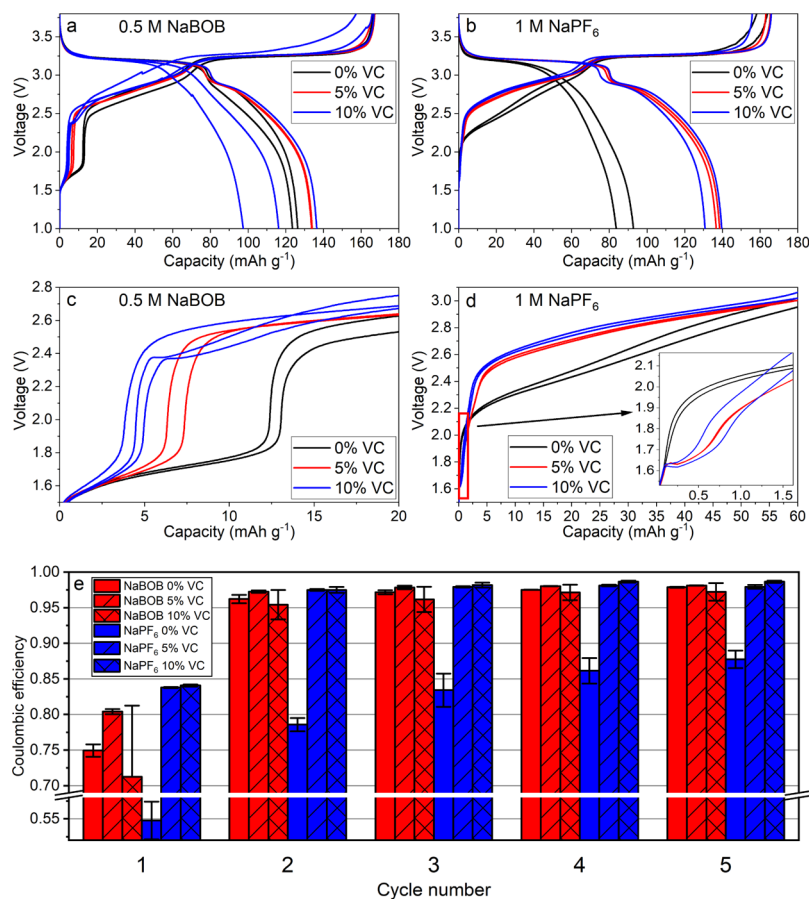 a
0.5 M NaBOB
0% VC
5% VC
10% VC
Voltage (V)
3.5
3.0
2.5
2.0
1.5
1.0
0 20 40 60 80 100 120 140 160 180
Capacity (mAh g⁻¹)
b
1 M NaPF₆
0% VC
5% VC
10% VC
Voltage (V)
3.5
3.0
2.5
2.0
1.5
1.0
0 20 40 60 80 100 120 140 160 180
Capacity (mAh g⁻¹)
c
0.5 M NaBOB
0% VC
5% VC
10% VC
Voltage (V)
2.8
2.6
2.4
2.2
2.0
1.8
1.6
1.4
0 5 10 15 20
Capacity (mAh g⁻¹)
d
1 M NaPF₆
0% VC
5% VC
10% VC
Voltage (V)
3.0
2.8
2.6
2.4
2.2
2.0
1.8
1.6
0 5 10 15 20 25 30 35 40 45 50 55 60
Capacity (mAh g⁻¹)
2.1
2.0
1.9
1.8
1.7
1.6
0.5 1.0 1.5
e
NaBOB 0% VC
NaBOB 5% VC
NaBOB 10% VC
NaPF₆ 0% VC
NaPF₆ 5% VC
NaPF₆ 10% VC
Coulombic efficiency
1.00
0.95
0.90
0.85
0.80
0.75
0.70
0.55
1 2 3 4 5
Cycle number